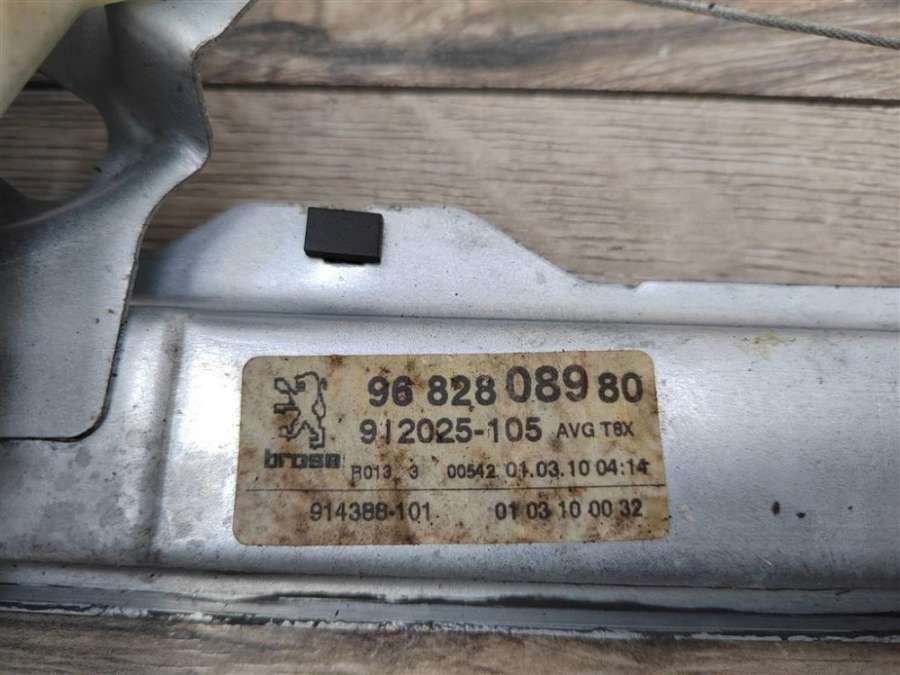 96 828 089 80
912025-105 AVG T8X
brose
R013 3 00542 01.03.10 04:14
914388-101 01 03 10 00 32